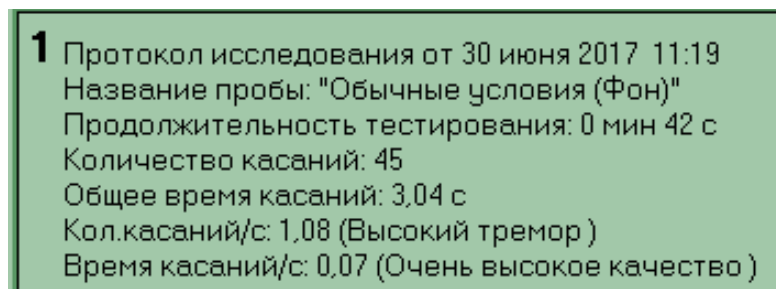 1 Протокол исследования от 30 июня 2017 11:19
Название пробы: "Обычные условия (Фон)"
Продолжительность тестирования: 0 мин 42 с
Количество касаний: 45
Общее время касаний: 3,04 с
Кол.касаний/с: 1,08 (Высокий тремор )
Время касаний/с: 0,07 (Очень высокое качество )